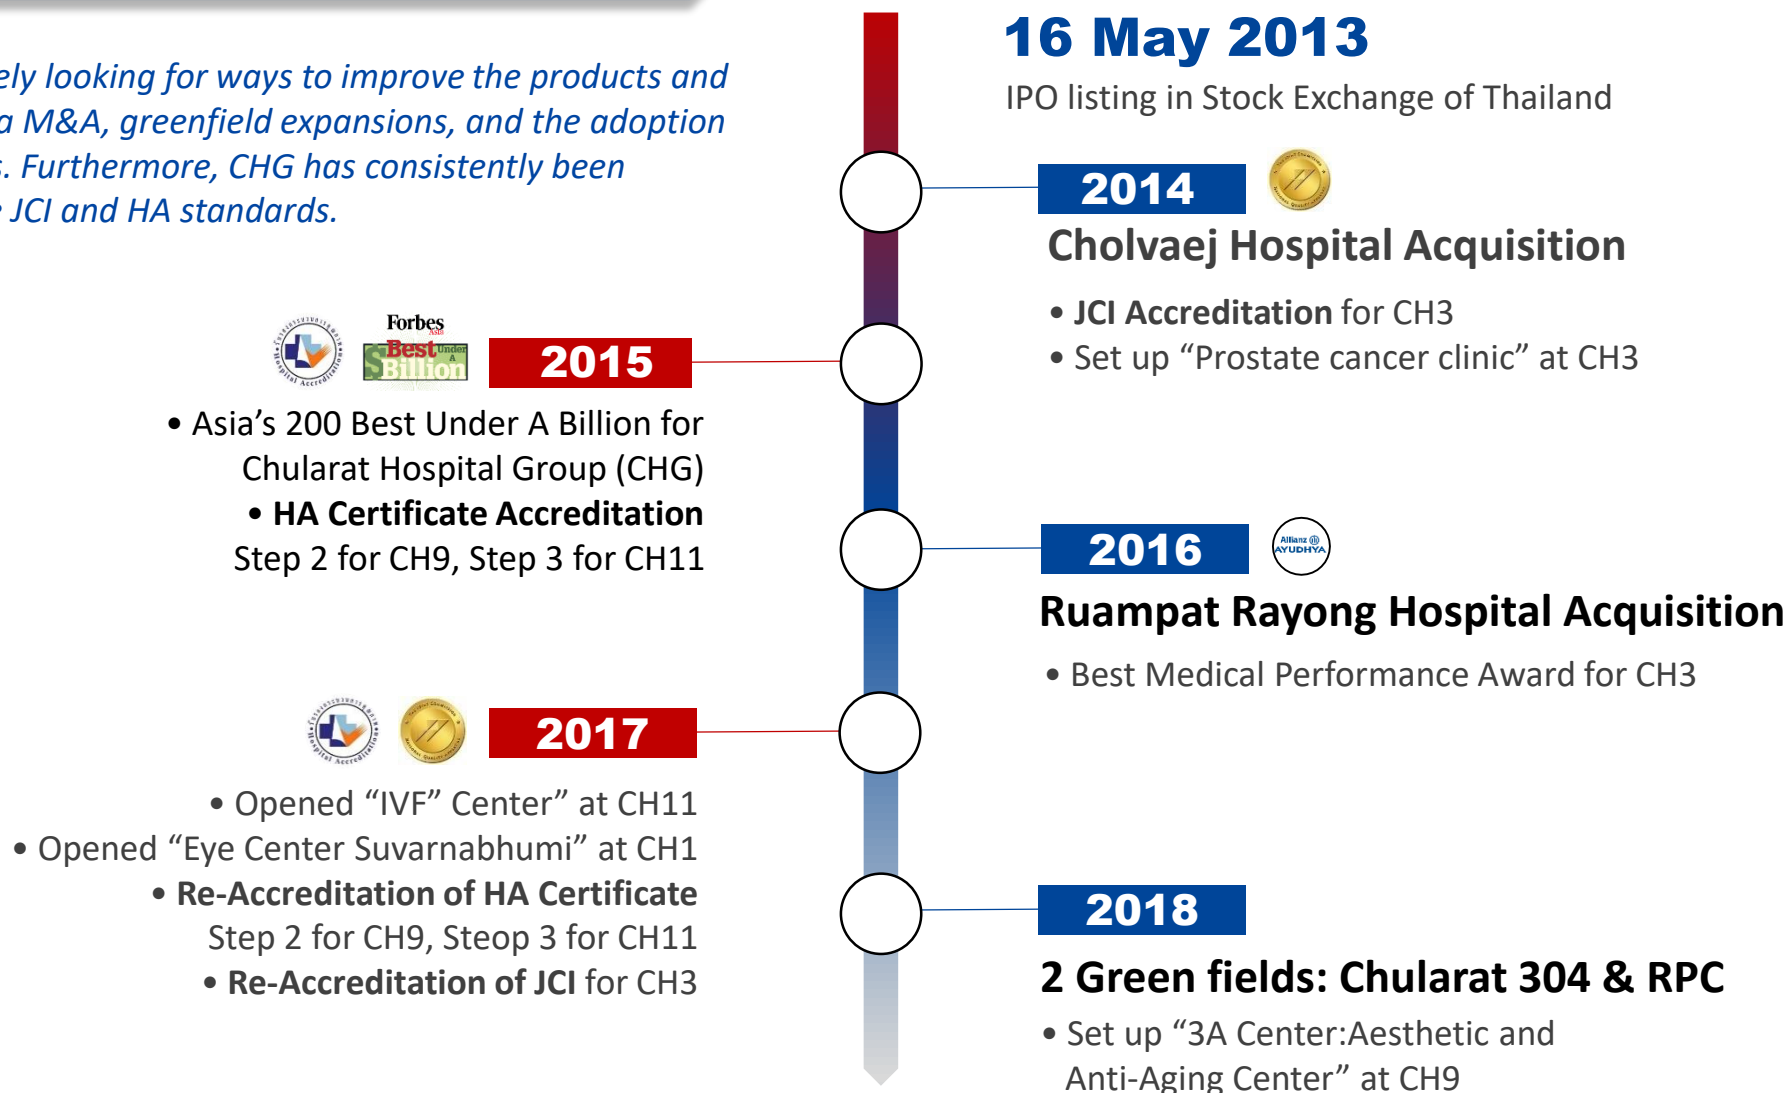 ely looking for ways to improve the products and
a M&A, greenfield expansions, and the adoption
s. Furthermore, CHG has consistently been
e JCI and HA standards.
16 May 2013
IPO listing in Stock Exchange of Thailand
2014
Cholvaej Hospital Acquisition
• JCI Accreditation for CH3
• Set up “Prostate cancer clinic” at CH3
Hospital Accreditation
Forbes
Asia
Best Under
A
$Billion
2015
• Asia’s 200 Best Under A Billion for
Chularat Hospital Group (CHG)
• HA Certificate Accreditation
Step 2 for CH9, Step 3 for CH11
2016
Allianz
AYUDHYA
Ruampat Rayong Hospital Acquisition
• Best Medical Performance Award for CH3
Hospital Accreditation
2017
• Opened “IVF” Center” at CH11
• Opened “Eye Center Suvarnabhumi” at CH1
• Re-Accreditation of HA Certificate
Step 2 for CH9, Steop 3 for CH11
• Re-Accreditation of JCI for CH3
2018
2 Green fields: Chularat 304 & RPC
• Set up “3A Center:Aesthetic and
Anti-Aging Center” at CH9